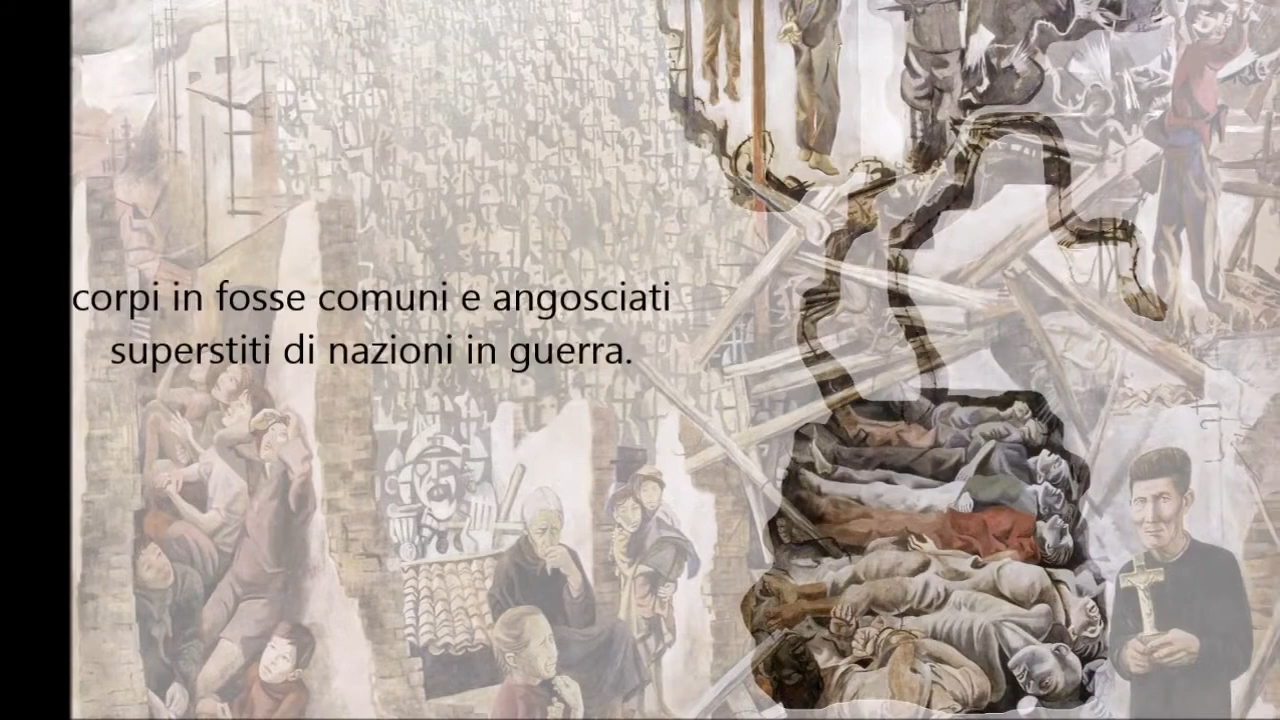 corpi in fosse comuni e angosciati
superstiti di nazioni in guerra.